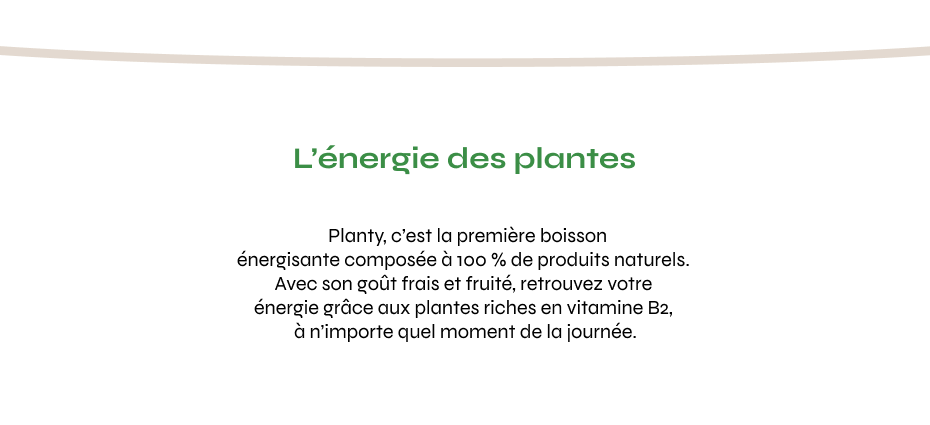 L’énergie des plantes
Planty, c’est la première boisson
énergisante composée à 100 % de produits naturels.
Avec son goût frais et fruité, retrouvez votre
énergie grâce aux plantes riches en vitamine B2,
à n’importe quel moment de la journée.